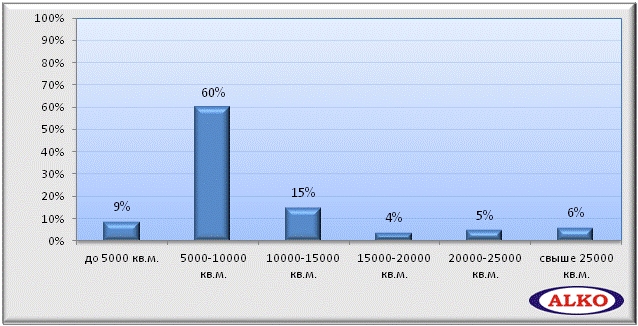 100%
90%
80%
70%
60%
50%
40%
30%
20%
10%
0%
9%
60%
15%
4%
5%
6%
до 5000 кв.м.
5000-10000
кв.м.
10000-15000
кв.м.
15000-20000
кв.м.
20000-25000
кв.м.
свыше 25000
кв.м.
ALKO